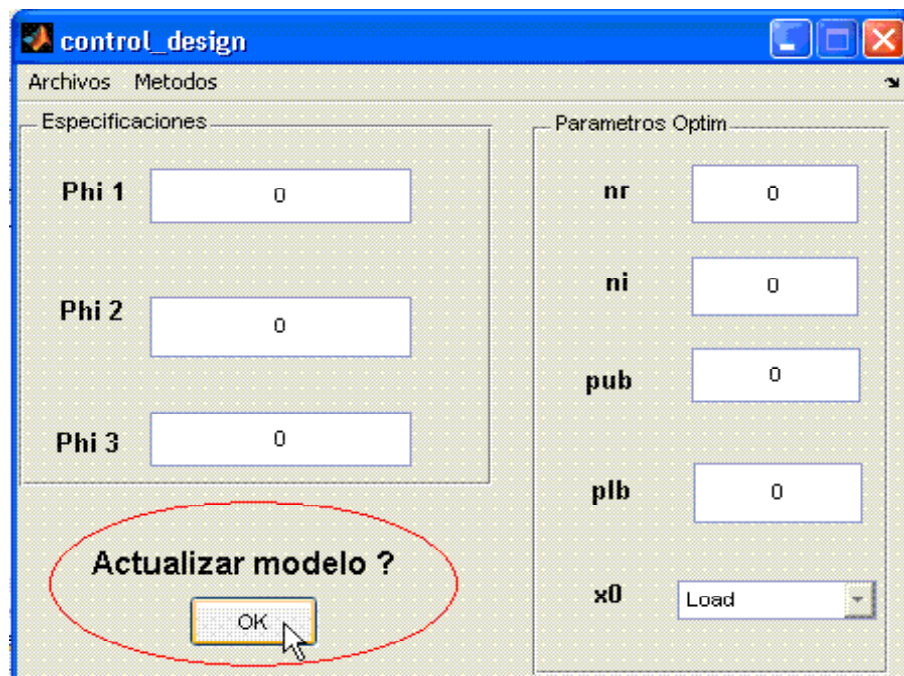 control_design
Archivos Metodos
Especificaciones
Phi 1 0
Phi 2 0
Phi 3 0
Actualizar modelo ?
OK
Parametros Optim
nr 0
ni 0
pub 0
plb 0
x0 Load